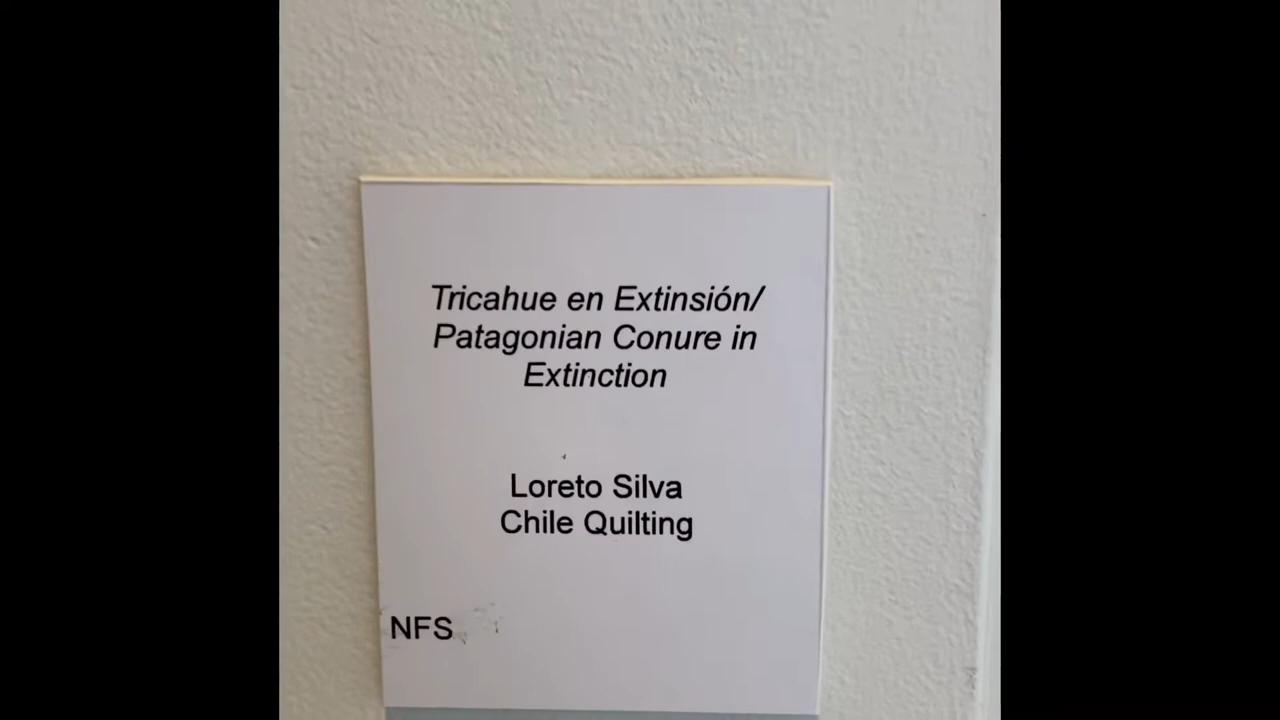 Tricahue en Extinsión/
Patagonian Conure in
Extinction
Loreto Silva
Chile Quilting
NFS